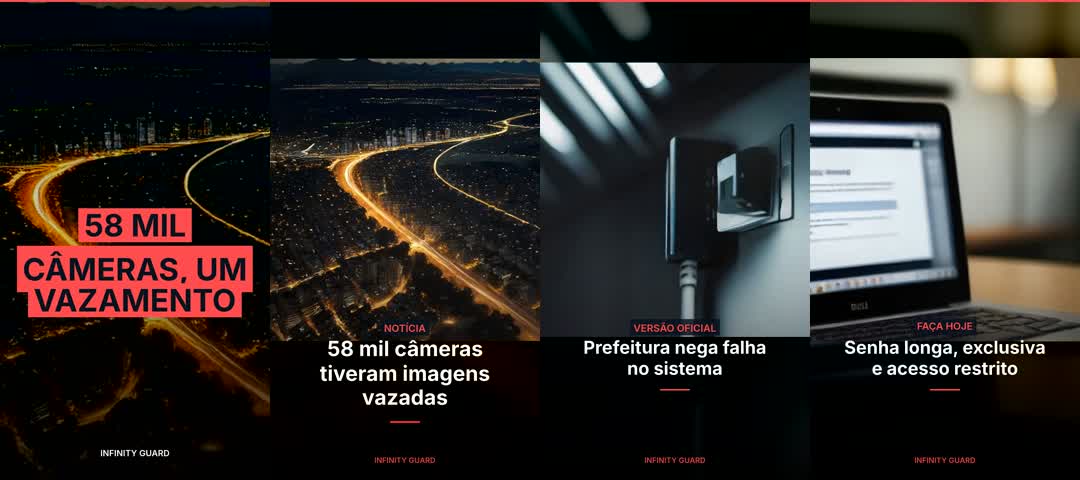 58 MIL
CÂMERAS, UM
VAZAMENTO
INFINITY GUARD
NOTÍCIA
58 mil câmeras
tiveram imagens
vazadas
INFINITY GUARD
VERSÃO OFICIAL
Prefeitura nega falha
no sistema
INFINITY GUARD
FAÇA HOJE
Senha longa, exclusiva
e acesso restrito
INFINITY GUARD